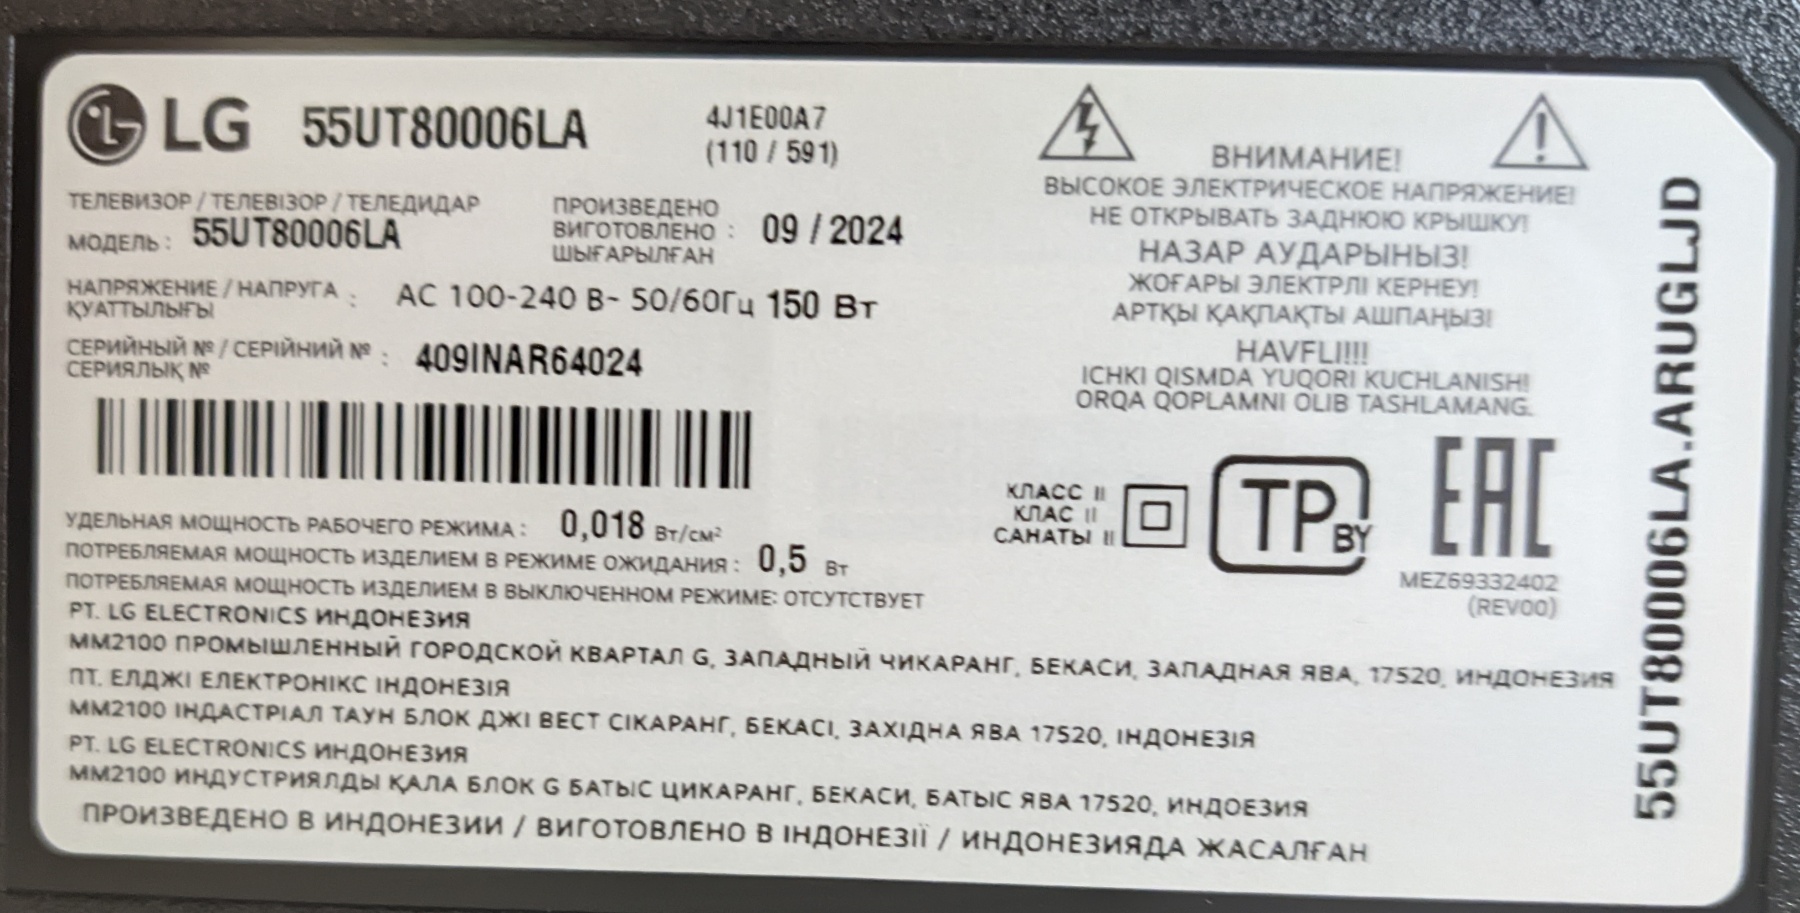 LG 55UT80006LA
4J1E00A7
(110 / 591)
ТЕЛЕВИЗОР / ТЕЛЕВІЗОР / ТЕЛЕДИДАР
МОДЕЛЬ : 55UT80006LA
ПРОИЗВЕДЕНО
ВИГОТОВЛЕНО : 09 / 2024
ШЫҒАРЫЛҒАН
НАПРЯЖЕНИЕ / НАПРУГА : AC 100-240 В~ 50/60Гц 150 Вт
ҚУАТТЫЛЫҒЫ
СЕРИЙНЫЙ № / СЕРІЙНИЙ № : 409INAR64024
СЕРИЯЛЫҚ №
УДЕЛЬНАЯ МОЩНОСТЬ РАБОЧЕГО РЕЖИМА : 0,018 Вт/см²
ПОТРЕБЛЯЕМАЯ МОЩНОСТЬ ИЗДЕЛИЕМ В РЕЖИМЕ ОЖИДАНИЯ : 0,5 Вт
ПОТРЕБЛЯЕМАЯ МОЩНОСТЬ ИЗДЕЛИЕМ В ВЫКЛЮЧЕННОМ РЕЖИМЕ: ОТСУТСТВУЕТ
ВНИМАНИЕ!
ВЫСОКОЕ ЭЛЕКТРИЧЕСКОЕ НАПРЯЖЕНИЕ!
НЕ ОТКРЫВАТЬ ЗАДНЮЮ КРЫШКУ!
НАЗАР АУДАРЫНЫЗ!
ЖОҒАРЫ ЭЛЕКТРЛІ КЕРНЕУ!
АРТҚЫ ҚАҚПАҚТЫ АШПАҢЫЗ!
HAVFLI!!!
ICHKI QISMDA YUQORI KUCHLANISH!
ORQA QOPLAMNI OLIB TASHLAMANG.
КЛАСС II
КЛАС II
САНАТЫ II
TP BY
EAC
MEZ69332402
(REV00)
PT. LG ELECTRONICS ИНДОНЕЗИЯ
ММ2100 ПРОМЫШЛЕННЫЙ ГОРОДСКОЙ КВАРТАЛ G, ЗАПАДНЫЙ ЧИКАРАНГ, БЕКАСИ, ЗАПАДНАЯ ЯВА, 17520, ИНДОНЕЗИЯ
ПТ. ЕЛДЖІ ЕЛЕКТРОНІКС ІНДОНЕЗІЯ
ММ2100 ІНДАСТРІАЛ ТАУН БЛОК ДЖІ ВЕСТ СІКАРАНГ, БЕКАСІ, ЗАХІДНА ЯВА 17520, ІНДОНЕЗІЯ
PT. LG ELECTRONICS ИНДОНЕЗИЯ
ММ2100 ИНДУСТРИЯЛДЫ ҚАЛА БЛОК G БАТЫС ЦИКАРАНГ, БЕКАСИ, БАТЫС ЯВА 17520, ИНДОЕЗИЯ
ПРОИЗВЕДЕНО В ИНДОНЕЗИИ / ВИГОТОВЛЕНО В ІНДОНЕЗІЇ / ИНДОНЕЗИЯДА ЖАСАЛҒАН
55UT80006LA.ARUGLJD